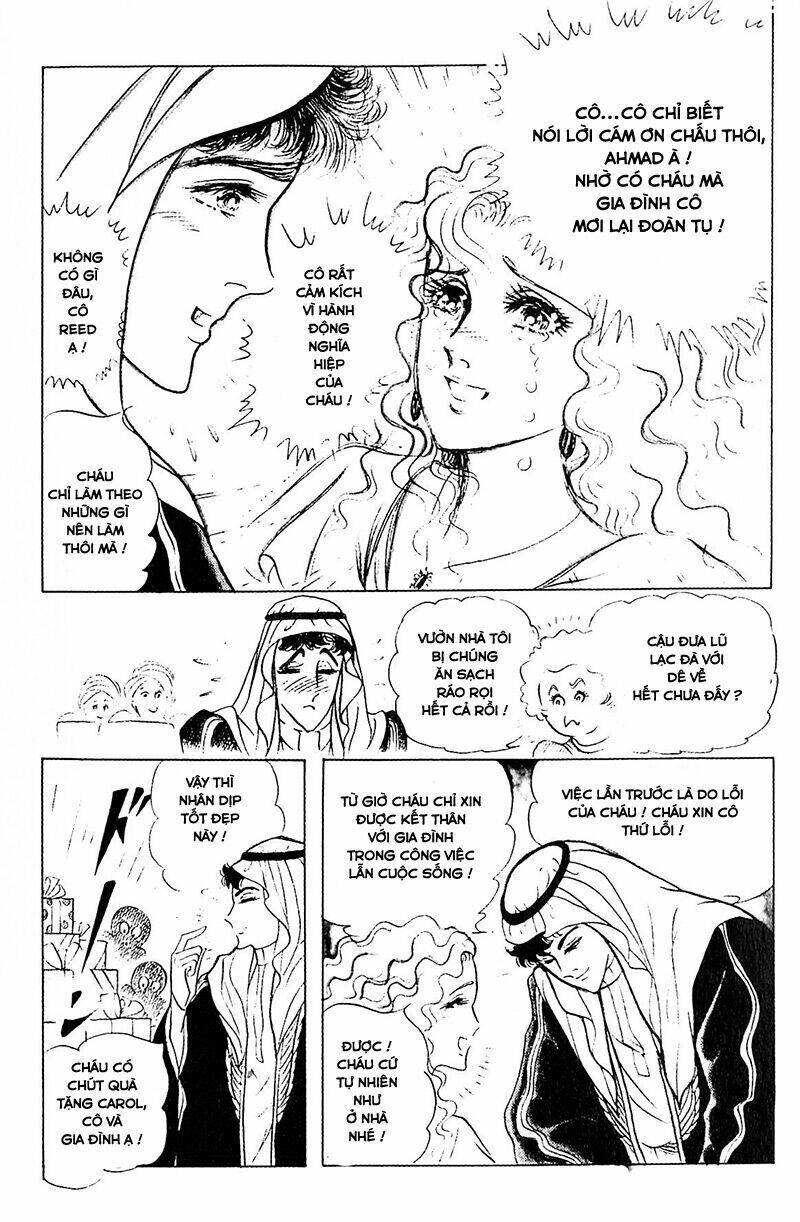 CÔ...CÔ CHỈ BIẾT
NÓI LỜI CÁM ƠN CHÁU THÔI,
AHMAD À !
NHỜ CÓ CHÁU MÀ
GIA ĐÌNH CÔ
MƠI LẠI ĐOÀN TỤ !
CÔ RẤT
CẢM KÍCH
VÌ HÀNH
ĐỘNG
NGHĨA
HIỆP
CỦA
CHÁU !
KHÔNG
CÓ GÌ
ĐÂU,
CÔ
REED
Ạ !
CHÁU
CHỈ LÀM THEO
NHỮNG GÌ
NÊN LÀM
THÔI MÀ !
CẬU ĐƯA LŨ
LẠC ĐÀ VỚI
DÊ VỀ
HẾT CHƯA ĐẤY ?
VƯỜN NHÀ TÔI
BỊ CHÚNG
ĂN SẠCH
RÁO RỌI
HẾT CẢ RỒI !
VIỆC LẦN TRƯỚC LÀ DO LỖI
CỦA CHÁU ! CHÁU XIN CÔ
THỨ LỖI !
TỪ GIỜ CHÁU CHỈ XIN
ĐƯỢC KẾT THÂN
VỚI GIA ĐÌNH
TRONG CÔNG VIỆC
LẪN CUỘC SỐNG !
ĐƯỢC !
CHÁU CỨ
TỰ NHIÊN
NHƯ
Ở NHÀ
NHÉ !
VẬY THÌ
NHÂN DỊP
TỐT ĐẸP
NÀY !
ドン
CHÁU CÓ
CHÚT QUÀ
TẶNG CAROL,
CÔ VÀ
GIA ĐÌNH Ạ !